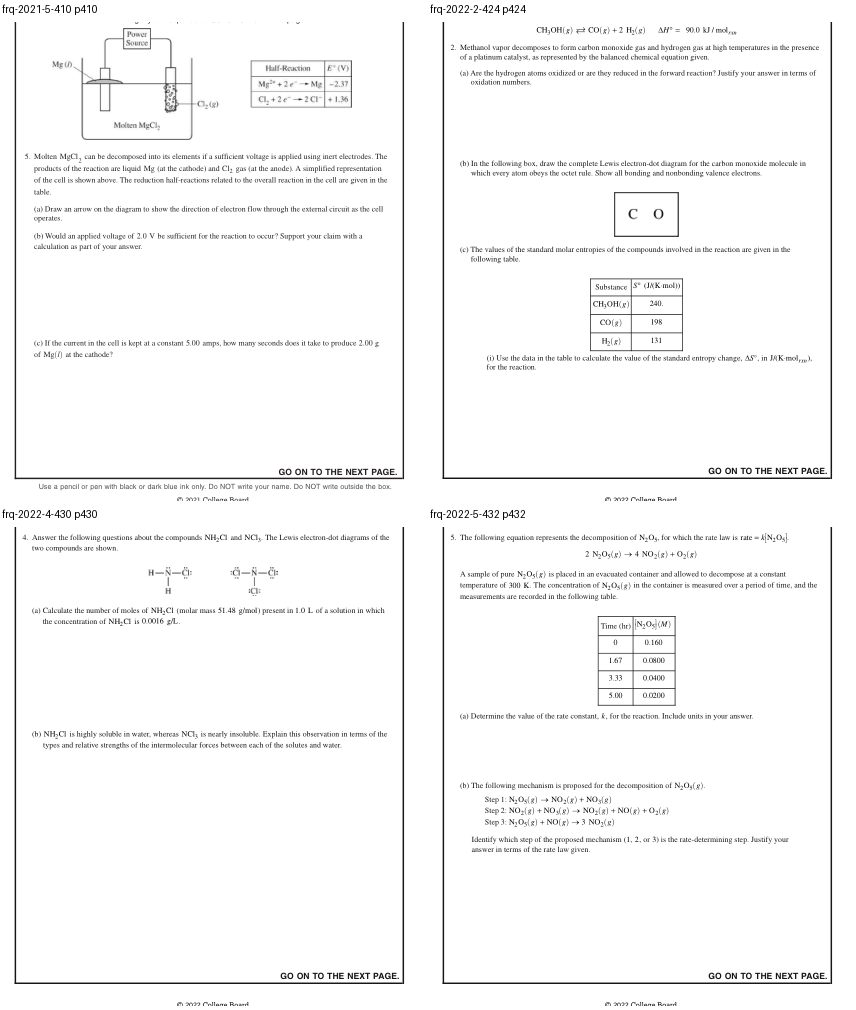 frq-2021-5-410 p410
Power
Source
Mg(l)
Cl₂(g)
Molten MgCl₂
Half-Reaction E°(V)
Mg²⁺ + 2 e⁻ → Mg −2.37
Cl₂ + 2 e⁻ → 2 Cl⁻ +1.36
5. Molten MgCl₂ can be decomposed into its elements if a sufficient voltage is applied using inert electrodes. The
products of the reaction are liquid Mg (at the cathode) and Cl₂ gas (at the anode). A simplified representation
of the cell is shown above. The reduction half-reactions related to the overall reaction in the cell are given in the
table.
(a) Draw an arrow on the diagram to show the direction of electron flow through the external circuit as the cell
operates.
(b) Would an applied voltage of 2.0 V be sufficient for the reaction to occur? Support your claim with a
calculation as part of your answer.
(c) If the current in the cell is kept at a constant 5.00 amps, how many seconds does it take to produce 2.00 g
of Mg(l) at the cathode?
GO ON TO THE NEXT PAGE.
Use a pencil or pen with black or dark blue ink only. Do NOT write your name. Do NOT write outside the box.
© 2021 College Board
frq-2022-2-424 p424
CH₃OH(g) ⇄ CO(g) + 2 H₂(g) ΔH° = 90.0 kJ/molᵣₓₙ
2. Methanol vapor decomposes to form carbon monoxide gas and hydrogen gas at high temperatures in the presence
of a platinum catalyst, as represented by the balanced chemical equation given.
(a) Are the hydrogen atoms oxidized or are they reduced in the forward reaction? Justify your answer in terms of
oxidation numbers.
(b) In the following box, draw the complete Lewis electron-dot diagram for the carbon monoxide molecule in
which every atom obeys the octet rule. Show all bonding and nonbonding valence electrons.
C O
(c) The values of the standard molar entropies of the compounds involved in the reaction are given in the
following table.
Substance S° (J/(K·mol))
CH₃OH(g) 240.
CO(g) 198
H₂(g) 131
(i) Use the data in the table to calculate the value of the standard entropy change, ΔS°, in J/(K·molᵣₓₙ),
for the reaction.
GO ON TO THE NEXT PAGE.
© 2022 College Board
frq-2022-4-430 p430
4. Answer the following questions about the compounds NH₂Cl and NCl₃. The Lewis electron-dot diagrams of the
two compounds are shown.
H—N—Cl: :Cl—N—Cl:
H :Cl:
(a) Calculate the number of moles of NH₂Cl (molar mass 51.48 g/mol) present in 1.0 L of a solution in which
the concentration of NH₂Cl is 0.0016 g/L.
(b) NH₂Cl is highly soluble in water, whereas NCl₃ is nearly insoluble. Explain this observation in terms of the
types and relative strengths of the intermolecular forces between each of the solutes and water.
GO ON TO THE NEXT PAGE.
© 2022 College Board
frq-2022-5-432 p432
5. The following equation represents the decomposition of N₂O₅, for which the rate law is rate = k[N₂O₅].
2 N₂O₅(g) → 4 NO₂(g) + O₂(g)
A sample of pure N₂O₅(g) is placed in an evacuated container and allowed to decompose at a constant
temperature of 300 K. The concentration of N₂O₅(g) in the container is measured over a period of time, and the
measurements are recorded in the following table.
Time (hr) [N₂O₅](M)
0 0.160
1.67 0.0800
3.33 0.0400
5.00 0.0200
(a) Determine the value of the rate constant, k, for the reaction. Include units in your answer.
(b) The following mechanism is proposed for the decomposition of N₂O₅(g).
Step 1: N₂O₅(g) → NO₂(g) + NO₃(g)
Step 2: NO₂(g) + NO₃(g) → NO₂(g) + NO(g) + O₂(g)
Step 3: N₂O₅(g) + NO(g) → 3 NO₂(g)
Identify which step of the proposed mechanism (1, 2, or 3) is the rate-determining step. Justify your
answer in terms of the rate law given.
GO ON TO THE NEXT PAGE.
© 2022 College Board